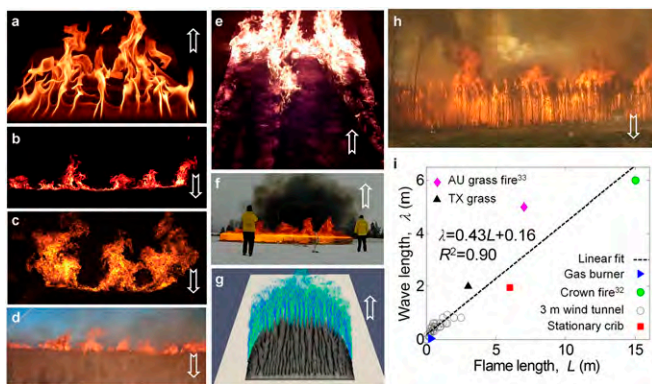 a
e
h
b
c
f
d
g
i
6
4
2
0
0
5
10
15
Wave length, λ (m)
Flame length, L (m)
AU grass fire³³
TX grass
λ=0.43L+0.16
R²=0.90
Linear fit
Gas burner
Crown fire³²
3 m wind tunnel
Stationary crib